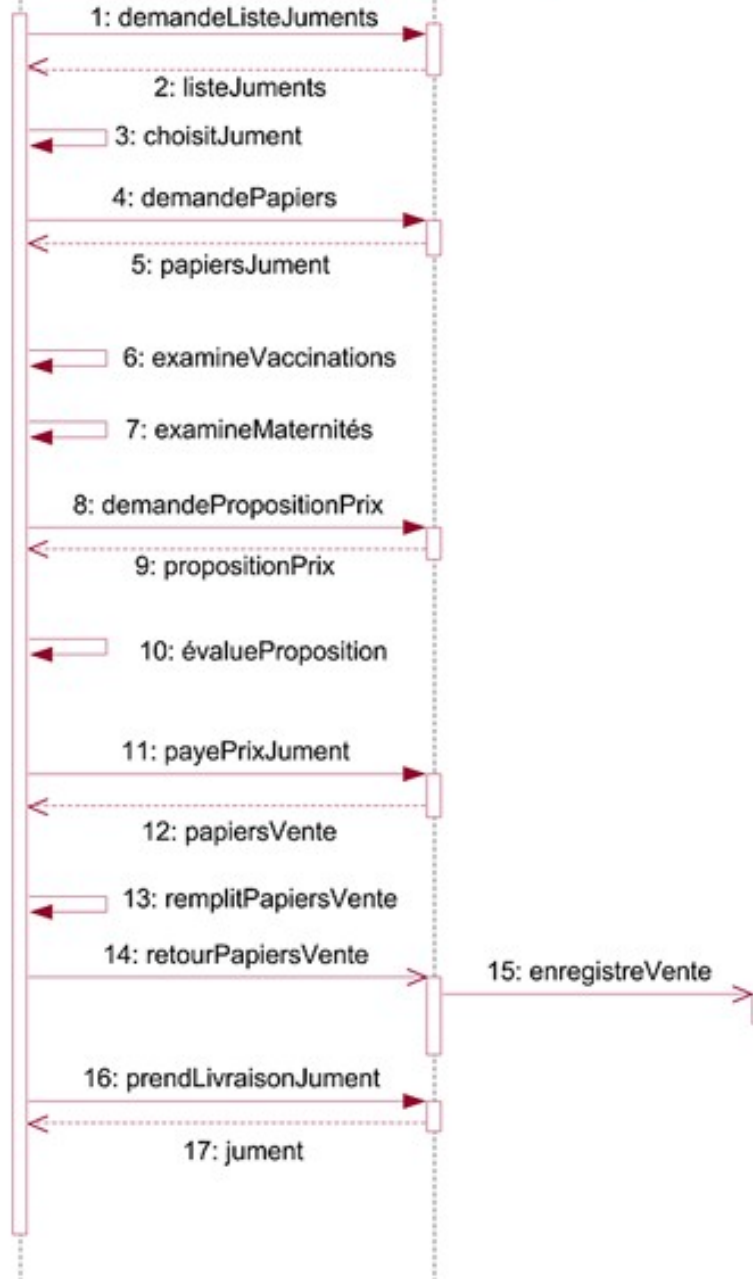 1: demandeListeJuments
2: listeJuments
3: choisitJument
4: demandePapiers
5: papiersJument
6: examineVaccinations
7: examineMaternités
8: demandePropositionPrix
9: propositionPrix
10: évalueProposition
11: payePrixJument
12: papiersVente
13: remplitPapiersVente
14: retourPapiersVente
15: enregistreVente
16: prendLivraisonJument
17: jument